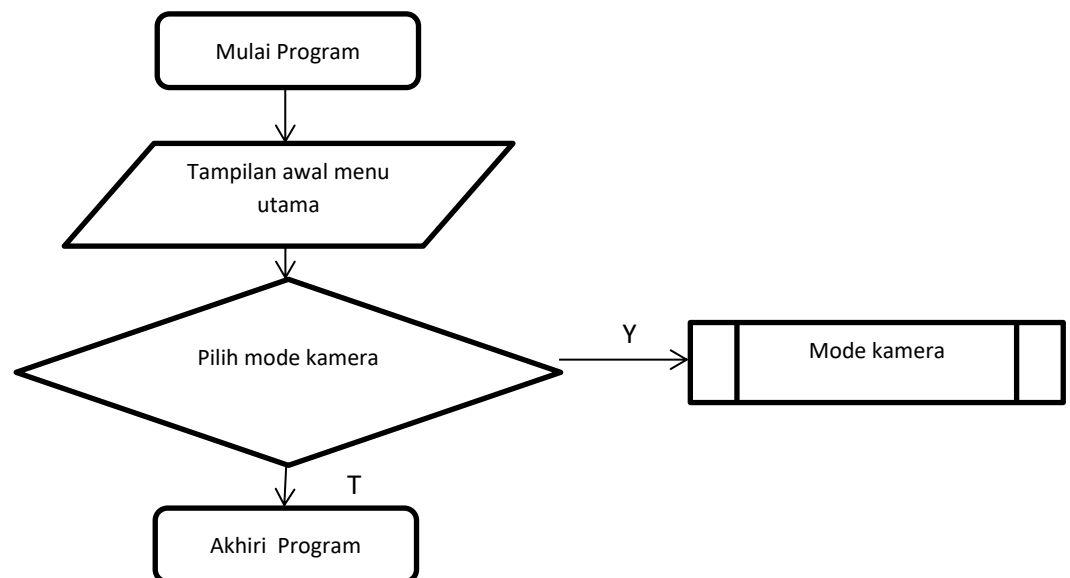 Mulai Program
Tampilan awal menu
utama
Pilih mode kamera
Y
Mode kamera
T
Akhiri Program